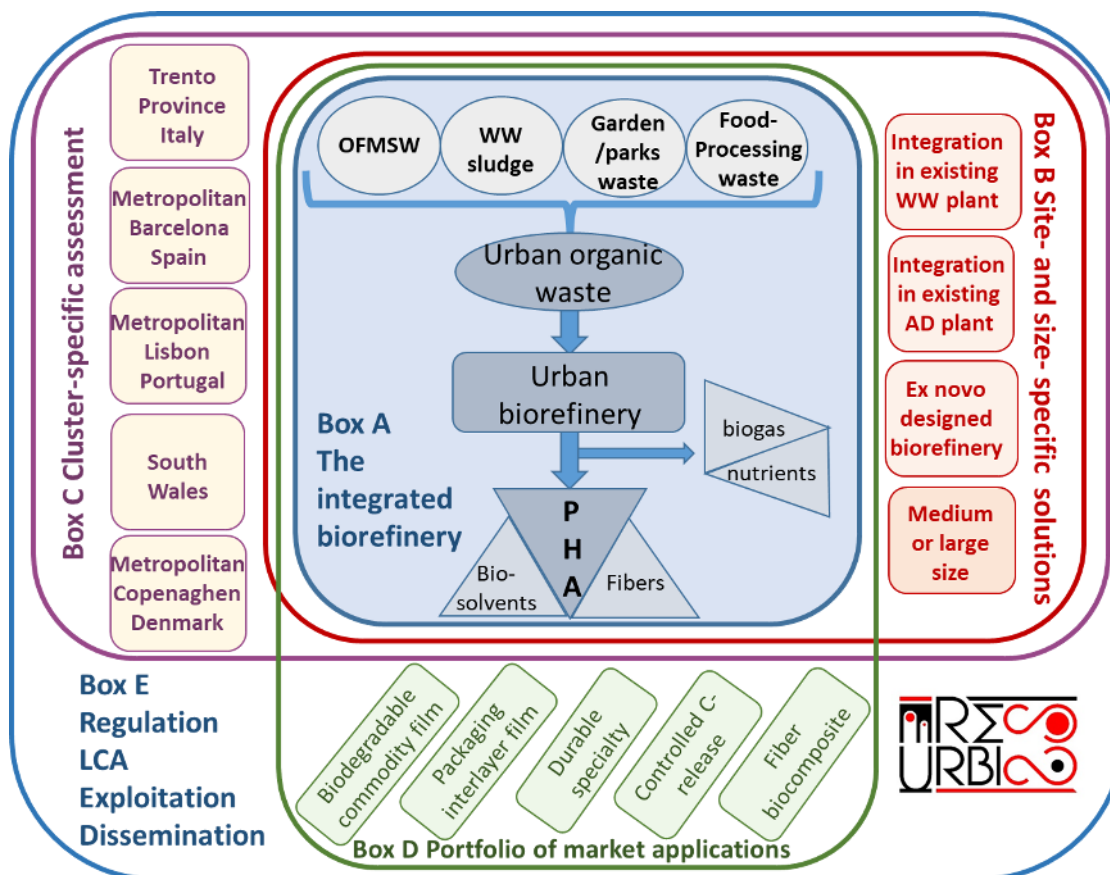 Trento
Province
Italy
Metropolitan
Barcelona
Spain
Metropolitan
Lisbon
Portugal
South
Wales
Metropolitan
Copenaghen
Denmark
Box C Cluster-specific assessment
OFMSW
WW
sludge
Garden
/parks
waste
Food-
Processing
waste
Urban organic
waste
Urban
biorefinery
Box A
The
integrated
biorefinery
biogas
nutrients
P
H
A
Bio-
solvents
Fibers
Integration
in existing
WW plant
Integration
in existing
AD plant
Ex novo
designed
biorefinery
Medium
or large
size
Box B Site- and size- specific solutions
Box E
Regulation
LCA
Exploitation
Dissemination
Biodegradable
commodity film
Packaging
interlayer film
Durable
specialty
Controlled C-
release
Fiber
biocomposite
Box D Portfolio of market applications
RES
URBIS